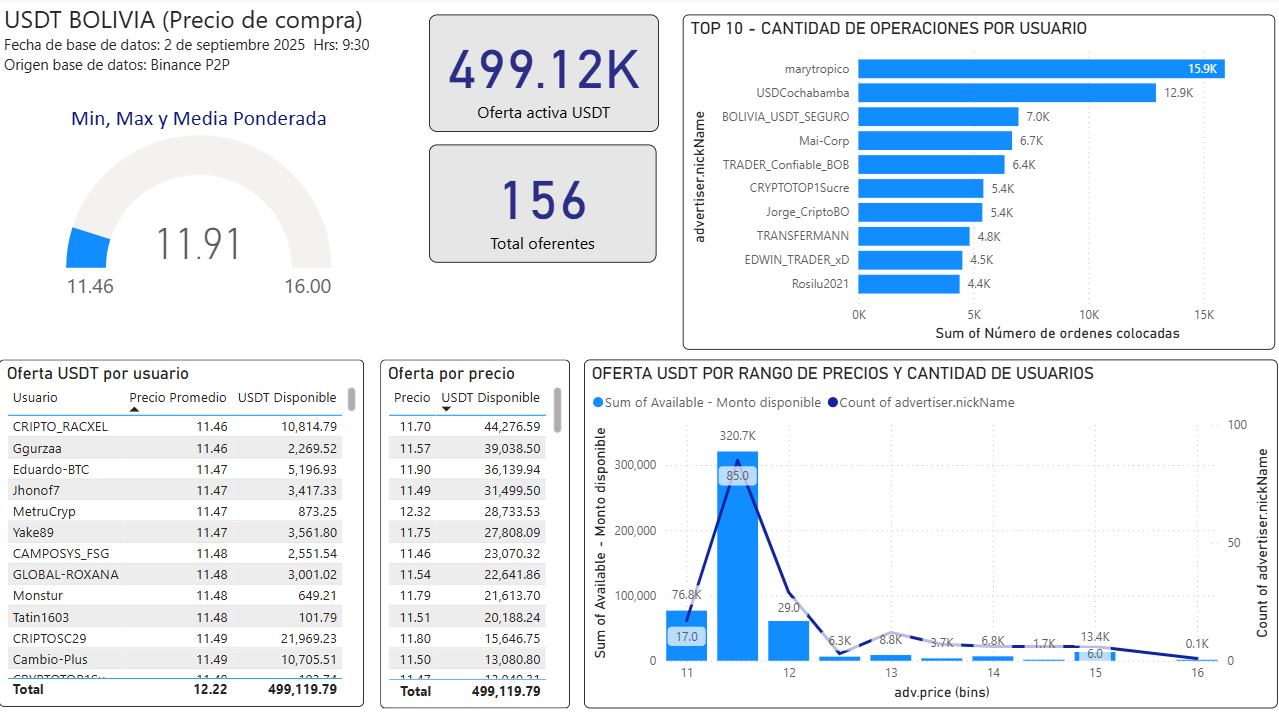 USDT BOLIVIA (Precio de compra)
Fecha de base de datos: 2 de septiembre 2025 Hrs: 9:30
Origen base de datos: Binance P2P
Min, Max y Media Ponderada
11.91
11.46
16.00
499.12K
Oferta activa USDT
156
Total oferentes
TOP 10 - CANTIDAD DE OPERACIONES POR USUARIO
advertiser.nickName
marytropico 15.9K
USDCochabamba 12.9K
BOLIVIA_USDT_SEGURO 7.0K
Mai-Corp 6.7K
TRADER_Confiable_BOB 6.4K
CRYPTOTOP1Sucre 5.4K
Jorge_CriptoBO 5.4K
TRANSFERMANN 4.8K
EDWIN_TRADER_xD 4.5K
Rosilu2021 4.4K
0K 5K 10K 15K
Sum of Número de ordenes colocadas
Oferta USDT por usuario
Usuario Precio Promedio USDT Disponible
CRIPTO_RACXEL 11.46 10,814.79
Ggurzaa 11.46 2,269.52
Eduardo-BTC 11.47 5,196.93
Jhonof7 11.47 3,417.33
MetruCryp 11.47 873.25
Yake89 11.47 3,561.80
CAMPOSYS_FSG 11.48 2,551.54
GLOBAL-ROXANA 11.48 3,001.02
Monstur 11.48 649.21
Tatin1603 11.48 101.79
CRIPTOSC29 11.49 21,969.23
Cambio-Plus 11.49 10,705.51
Total 12.22 499,119.79
Oferta por precio
Precio USDT Disponible
11.70 44,276.59
11.57 39,038.50
11.90 36,139.94
11.49 31,499.50
12.32 28,733.53
11.75 27,808.09
11.46 23,070.32
11.54 22,641.86
11.79 21,613.70
11.51 20,188.24
11.80 15,646.75
11.50 13,080.80
Total 499,119.79
OFERTA USDT POR RANGO DE PRECIOS Y CANTIDAD DE USUARIOS
Sum of Available - Monto disponible Count of advertiser.nickName
Sum of Available - Monto disponible
300,000
200,000
100,000
0
76.8K
17.0
320.7K
85.0
29.0
6.3K
8.8K
3.7K
6.8K
1.7K
13.4K
6.0
0.1K
11 12 13 14 15 16
adv.price (bins)
100
50
0
Count of advertiser.nickName